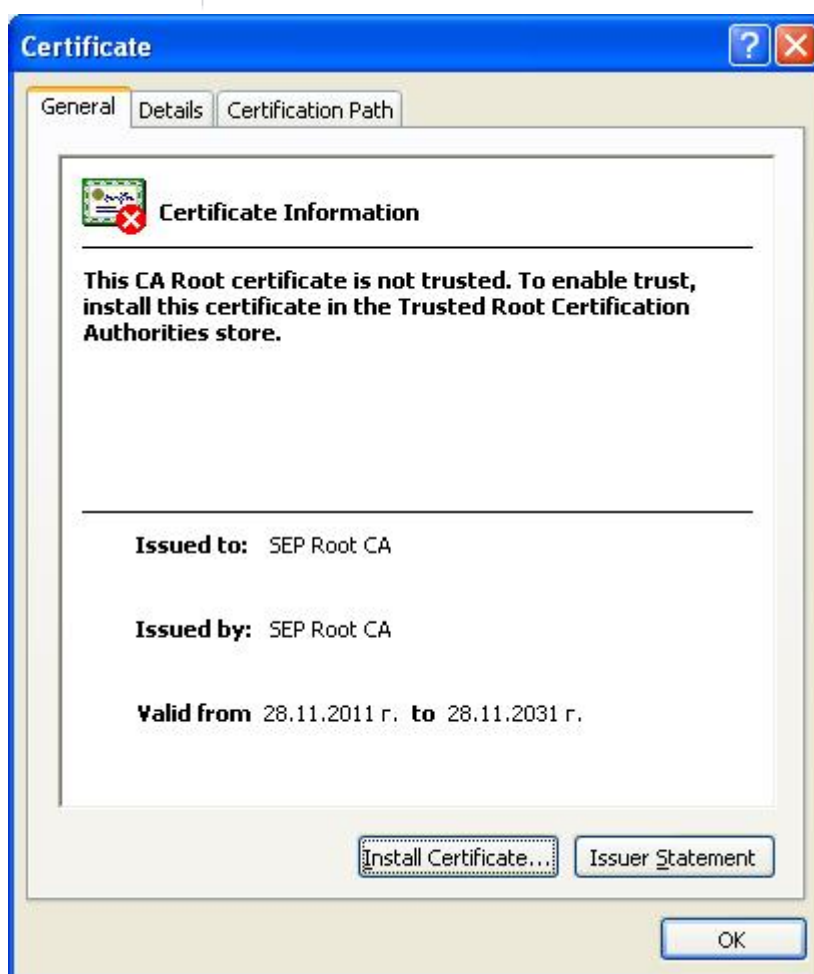 Certificate
General Details Certification Path
Certificate Information
This CA Root certificate is not trusted. To enable trust,
install this certificate in the Trusted Root Certification
Authorities store.
Issued to: SEP Root CA
Issued by: SEP Root CA
Valid from 28.11.2011 г. to 28.11.2031 г.
Install Certificate... Issuer Statement
OK